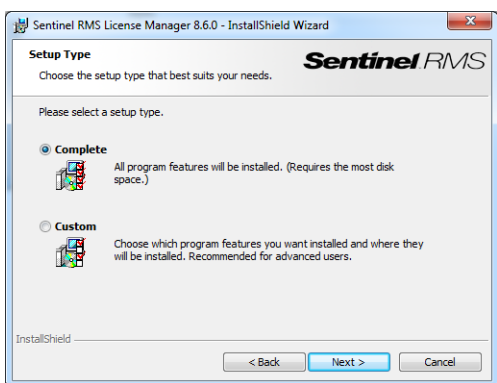 Sentinel RMS License Manager 8.6.0 - InstallShield Wizard
Setup Type
Choose the setup type that best suits your needs.
Sentinel RMS
Please select a setup type.
Complete
All program features will be installed. (Requires the most disk
space.)
Custom
Choose which program features you want installed and where they
will be installed. Recommended for advanced users.
InstallShield
< Back
Next >
Cancel